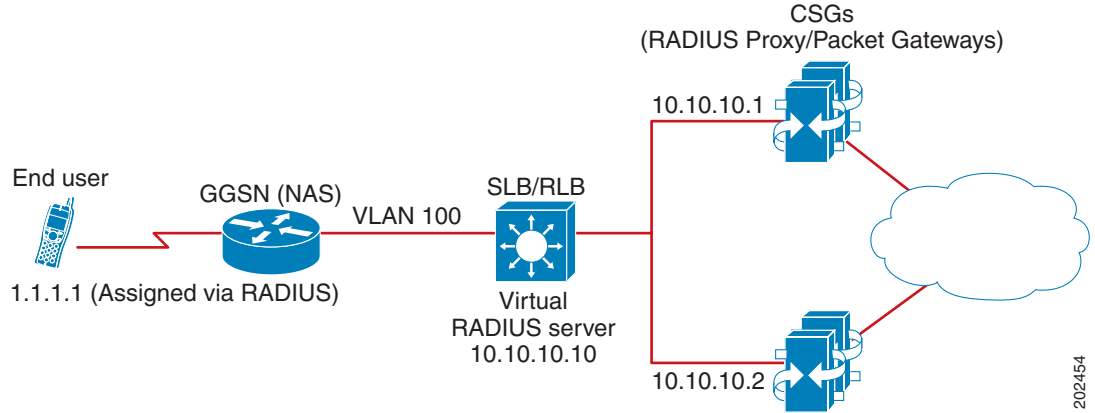 CSGs
(RADIUS Proxy/Packet Gateways)
10.10.10.1
End user
GGSN (NAS)
VLAN 100
SLB/RLB
1.1.1.1 (Assigned via RADIUS)
Virtual
RADIUS server
10.10.10.10
10.10.10.2
202454